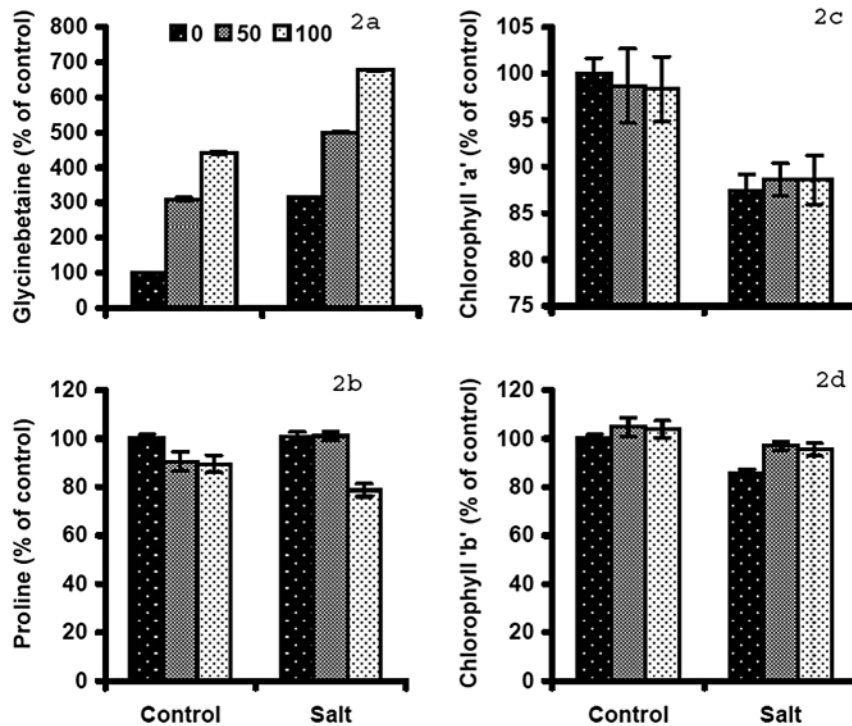 2a
0 50 100
Glycinebetaine (% of control)
800
700
600
500
400
300
200
100
0
2c
Chlorophyll 'a' (% of control)
105
100
95
90
85
80
75
2b
Proline (% of control)
120
100
80
60
40
20
0
Control Salt
2d
Chlorophyll 'b' (% of control)
120
100
80
60
40
20
0
Control Salt